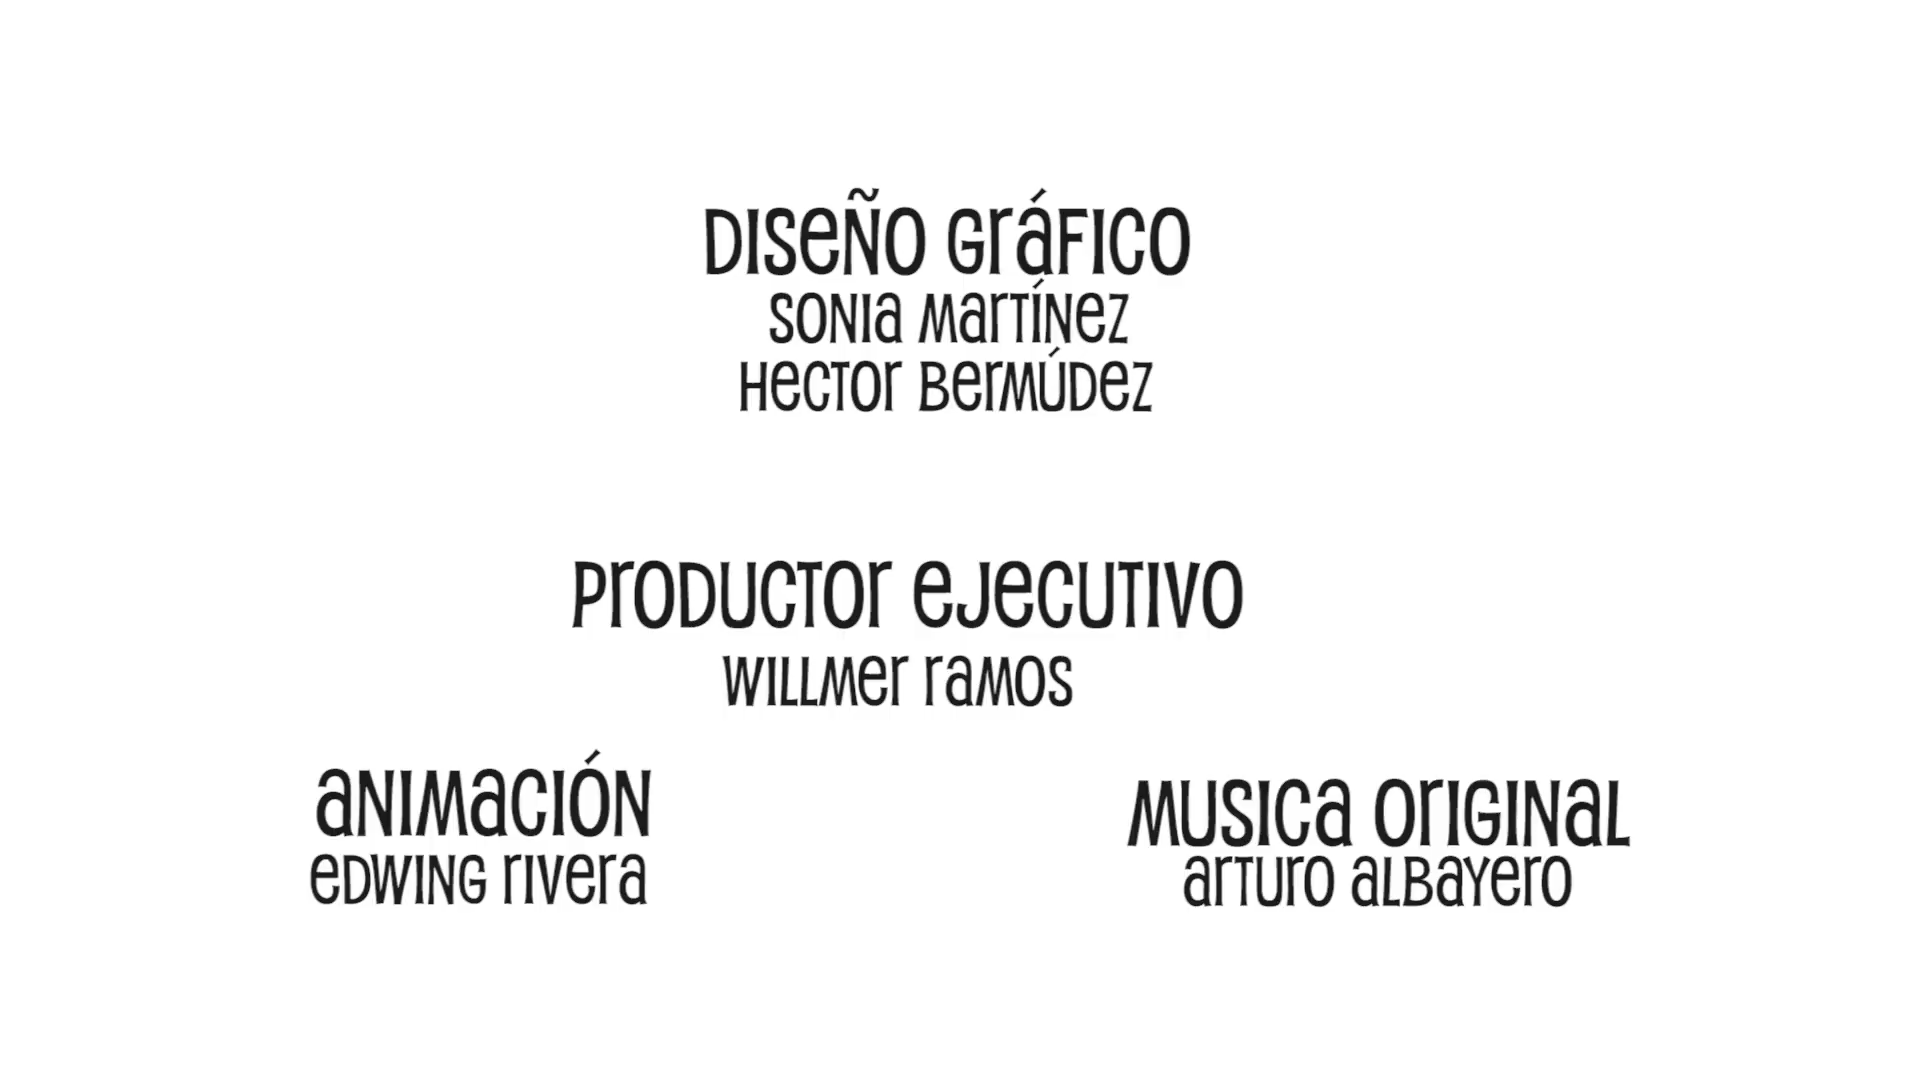 Diseño Gráfico
Sonia Martínez
Hector Bermúdez
Productor Ejecutivo
Willmer Ramos
Animación
Edwing Rivera
Musica Original
Arturo Albayero